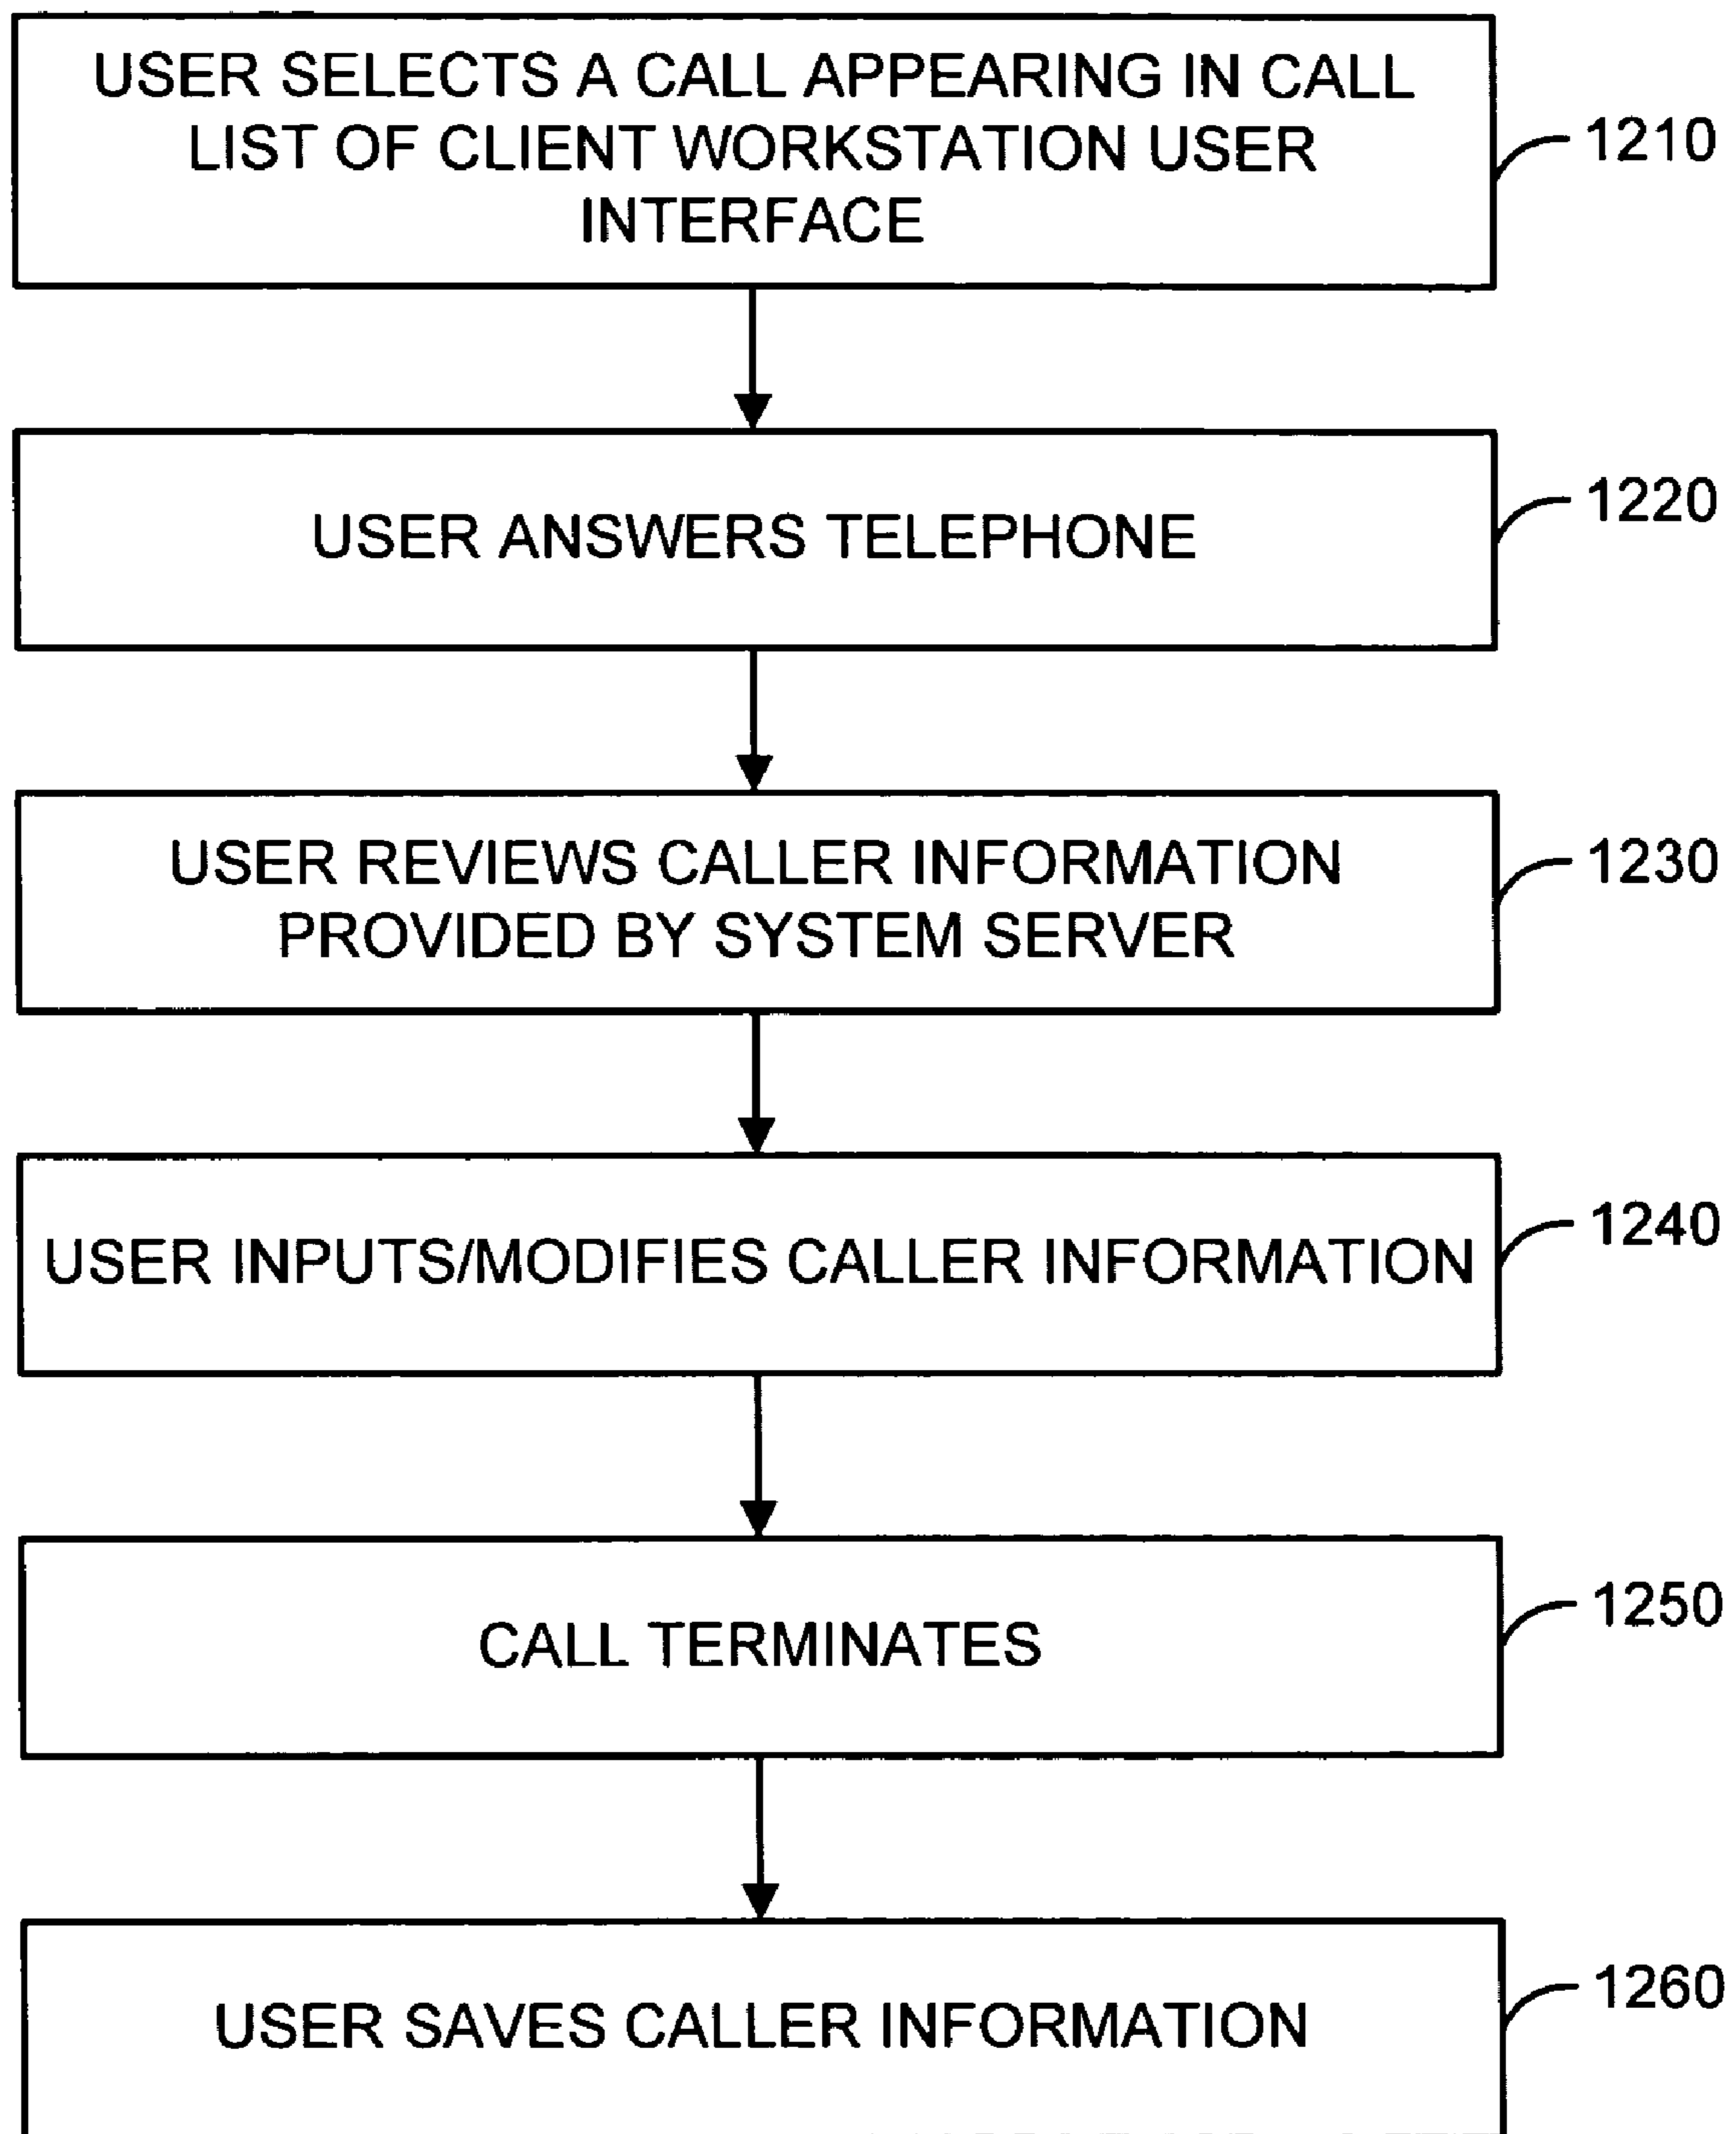 USER SELECTS A CALL APPEARING IN CALL
LIST OF CLIENT WORKSTATION USER
INTERFACE
1210
USER ANSWERS TELEPHONE
1220
USER REVIEWS CALLER INFORMATION
PROVIDED BY SYSTEM SERVER
1230
USER INPUTS/MODIFIES CALLER INFORMATION
1240
CALL TERMINATES
1250
USER SAVES CALLER INFORMATION
1260